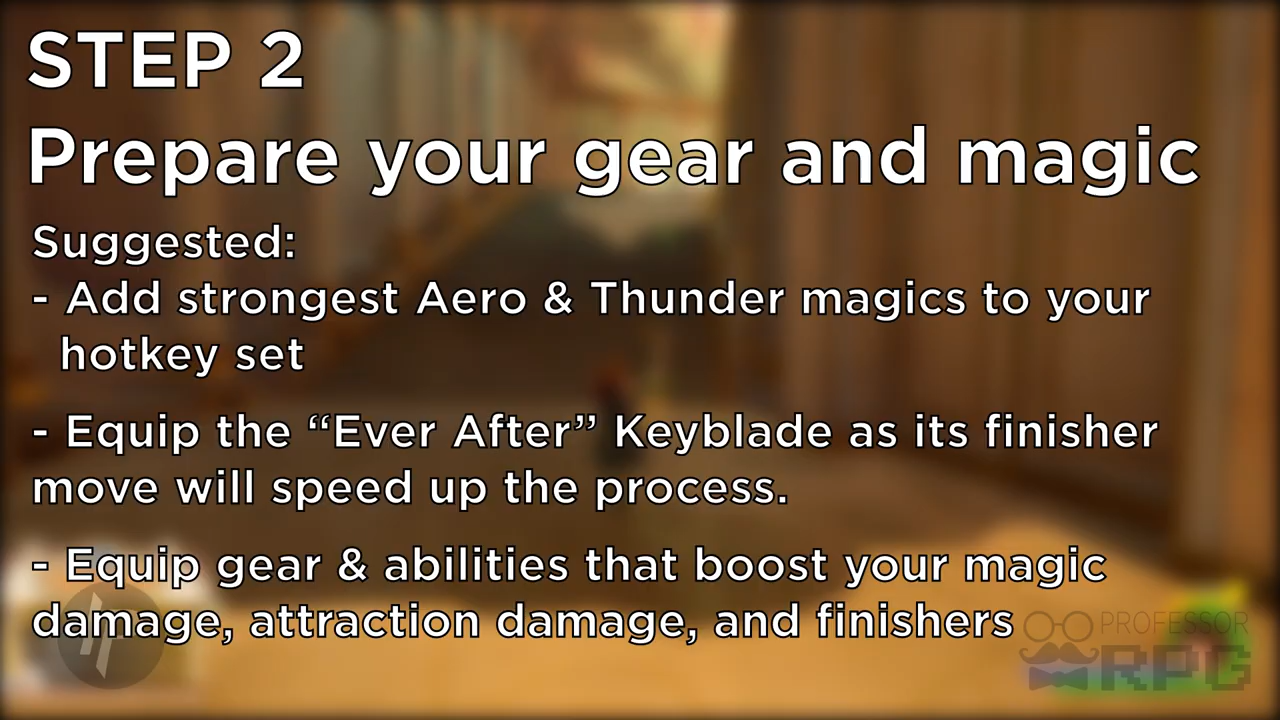 STEP 2
Prepare your gear and magic
Suggested:
- Add strongest Aero & Thunder magics to your
hotkey set
- Equip the “Ever After” Keyblade as its finisher
move will speed up the process.
- Equip gear & abilities that boost your magic
damage, attraction damage, and finishers
PROFESSOR
RPG